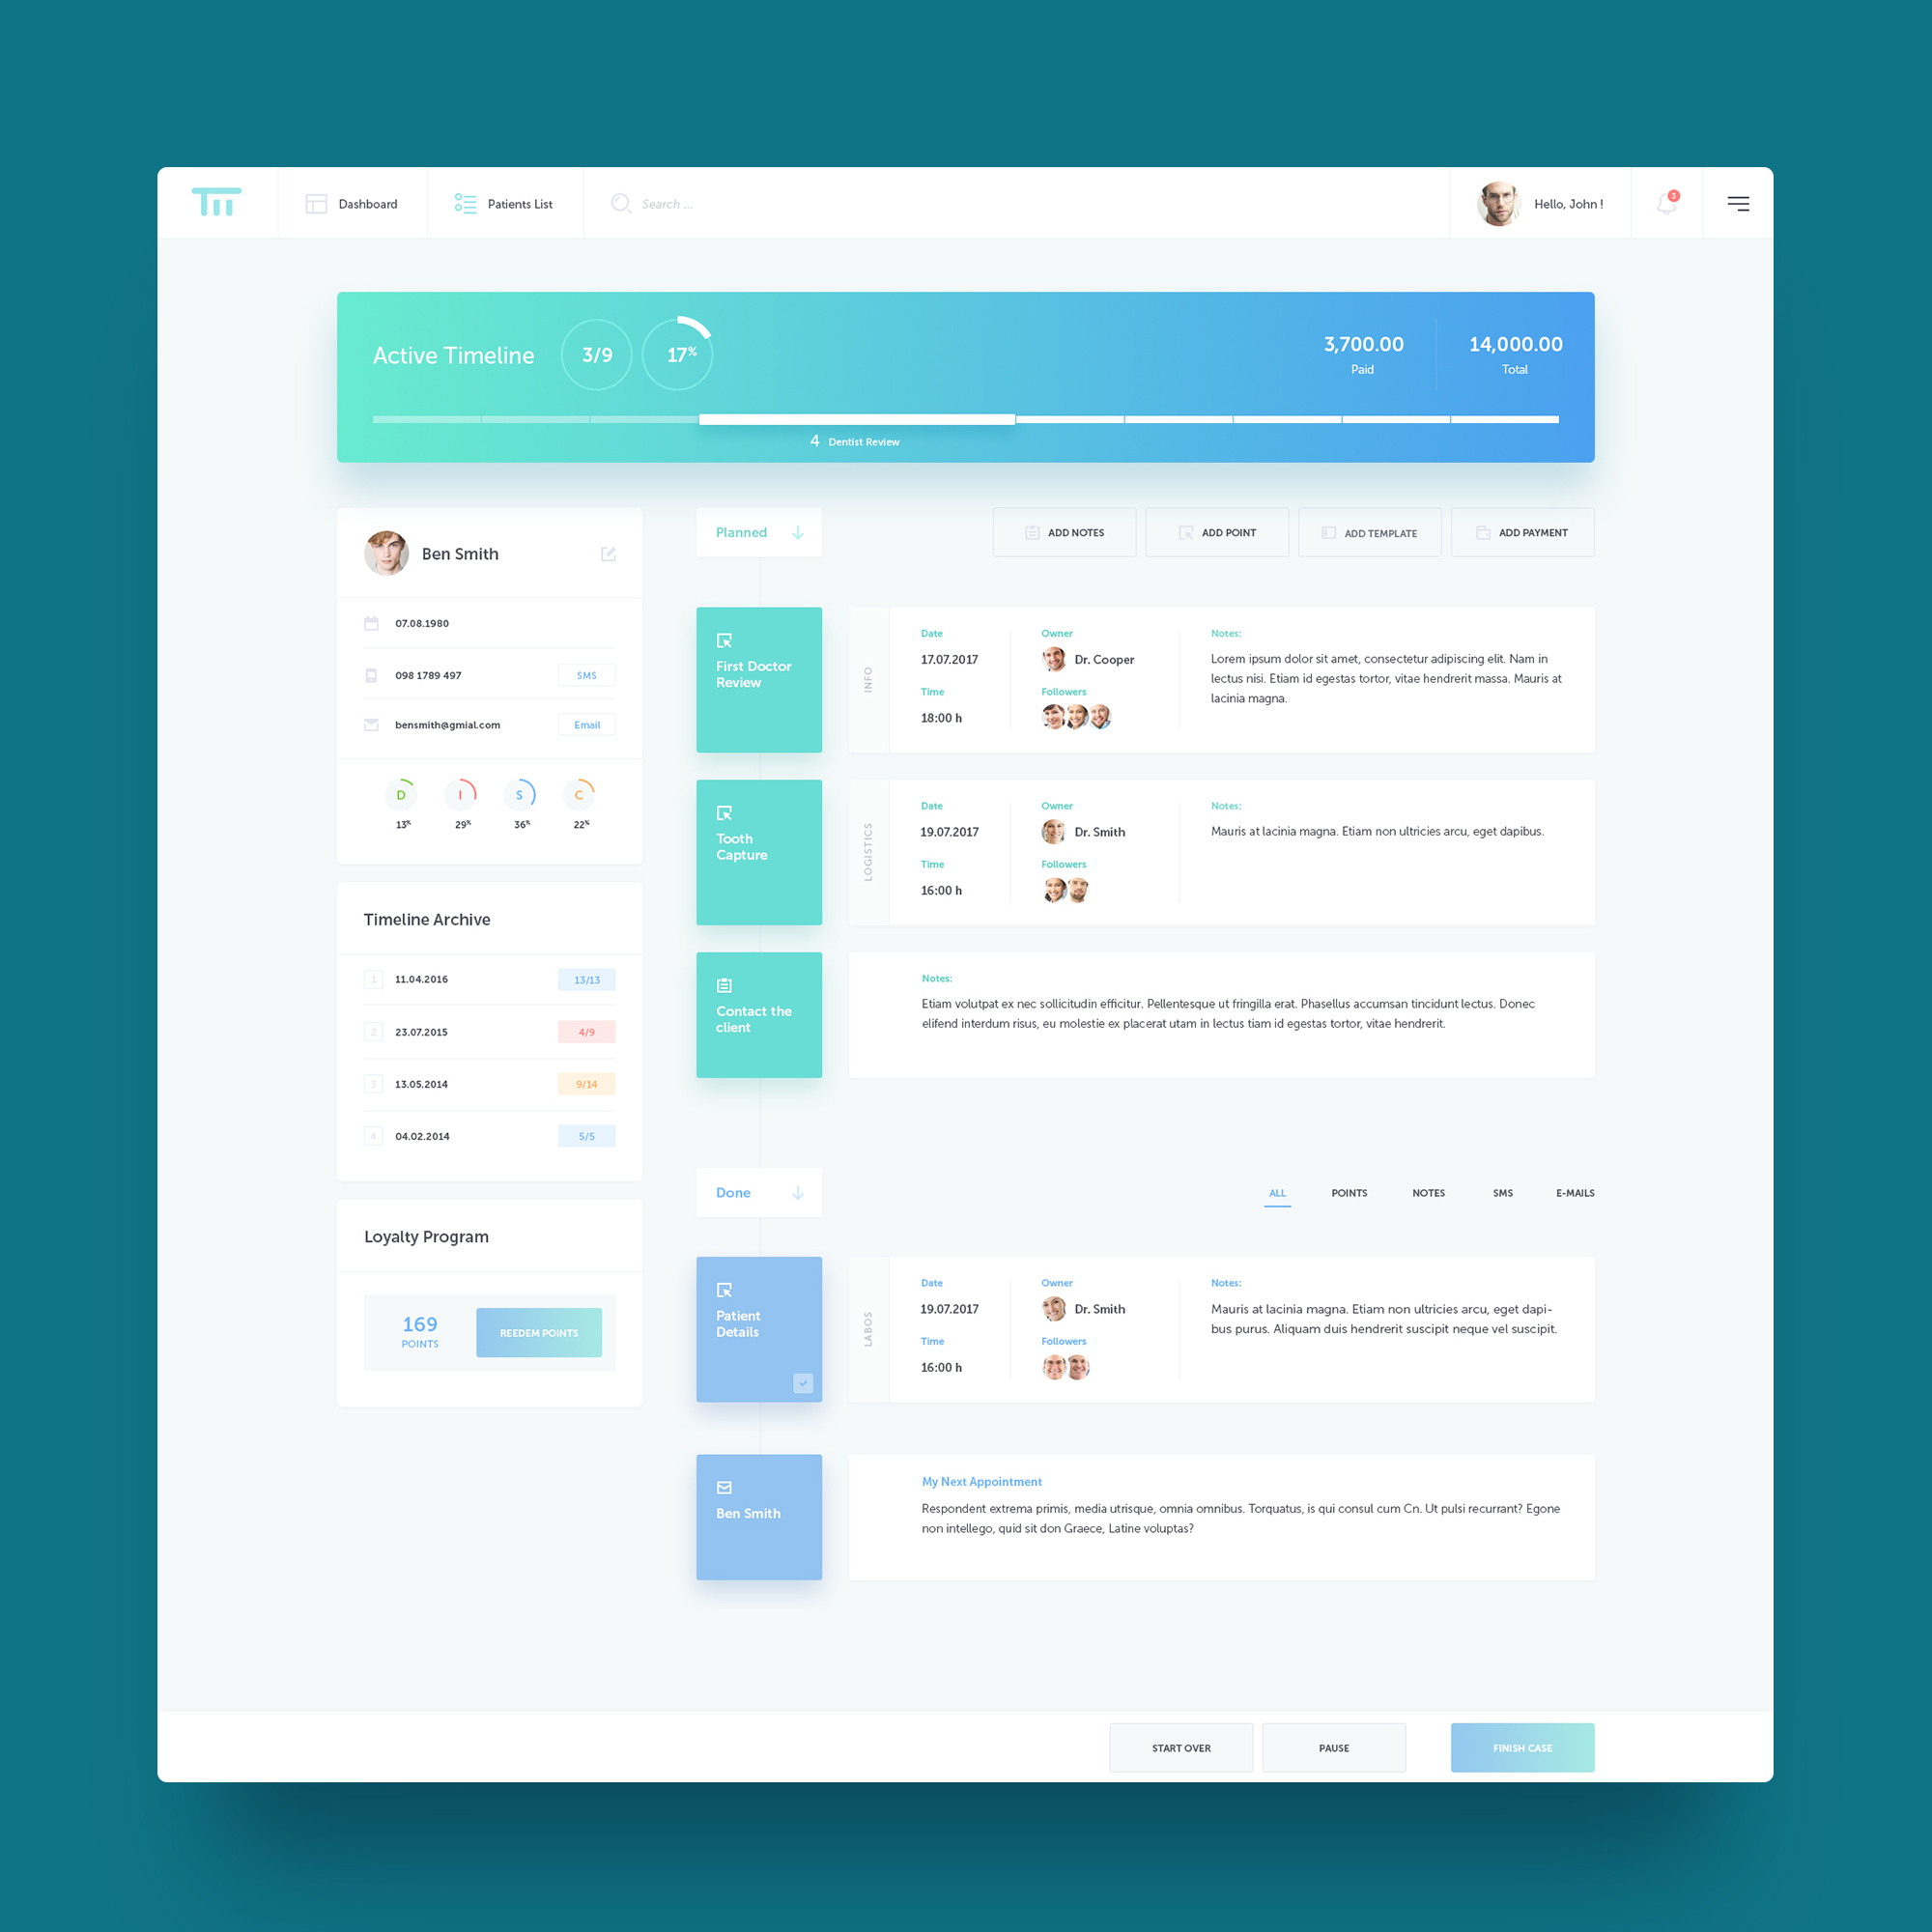 Dashboard
Patients List
Search ...
Hello, John !
3
Active Timeline
3/9
17%
3,700.00
Paid
14,000.00
Total
4 Dentist Review
Ben Smith
07.08.1980
098 1789 497
SMS
bensmith@gmial.com
Email
D
I
S
C
13%
29%
36%
22%
Timeline Archive
1 11.04.2016 13/13
2 23.07.2015 4/9
3 13.05.2014 9/14
4 04.02.2014 5/5
Loyalty Program
169
POINTS
REEDEM POINTS
Planned
ADD NOTES
ADD POINT
ADD TEMPLATE
ADD PAYMENT
First Doctor
Review
INFO
Date
17.07.2017
Time
18:00 h
Owner
Dr. Cooper
Followers
Notes:
Lorem ipsum dolor sit amet, consectetur adipiscing elit. Nam in
lectus nisi. Etiam id egestas tortor, vitae hendrerit massa. Mauris at
lacinia magna.
Tooth
Capture
LOGISTICS
Date
19.07.2017
Time
16:00 h
Owner
Dr. Smith
Followers
Notes:
Mauris at lacinia magna. Etiam non ultricies arcu, eget dapibus.
Contact the
client
Notes:
Etiam volutpat ex nec sollicitudin efficitur. Pellentesque ut fringilla erat. Phasellus accumsan tincidunt lectus. Donec
elifend interdum risus, eu molestie ex placerat utam in lectus tiam id egestas tortor, vitae hendrerit.
Done
ALL
POINTS
NOTES
SMS
E-MAILS
Patient
Details
LABOS
Date
19.07.2017
Time
16:00 h
Owner
Dr. Smith
Followers
Notes:
Mauris at lacinia magna. Etiam non ultricies arcu, eget dapi-
bus purus. Aliquam duis hendrerit suscipit neque vel suscipit.
Ben Smith
My Next Appointment
Respondent extrema primis, media utrisque, omnia omnibus. Torquatus, is qui consul cum Cn. Ut pulsi recurrant? Egone
non intellego, quid sit don Graece, Latine voluptas?
START OVER
PAUSE
FINISH CASE